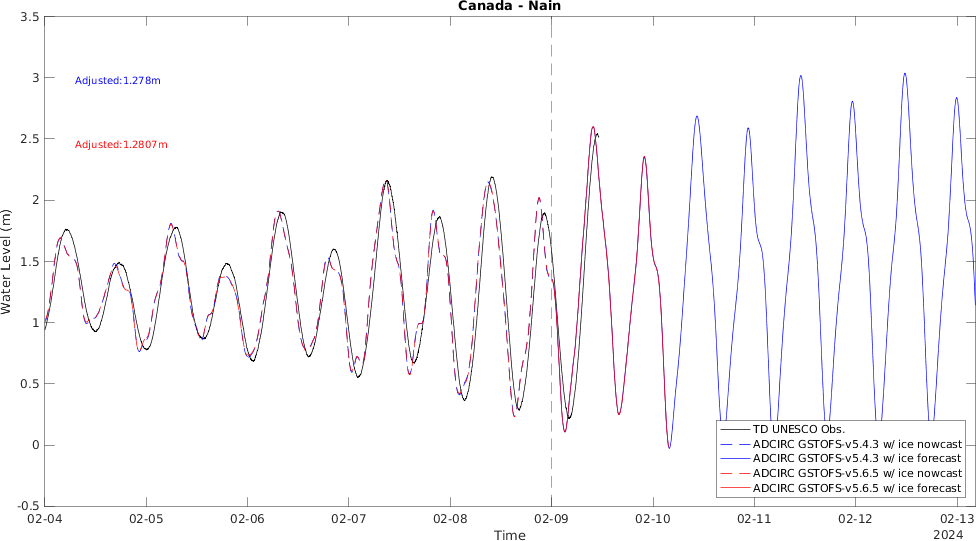 Canada - Nain
3.5
3
2.5
2
1.5
1
0.5
0
-0.5
Water Level (m)
Adjusted:1.278m
Adjusted:1.2807m
TD UNESCO Obs.
ADCIRC GSTOFS-v5.4.3 w/ ice nowcast
ADCIRC GSTOFS-v5.4.3 w/ ice forecast
ADCIRC GSTOFS-v5.6.5 w/ ice nowcast
ADCIRC GSTOFS-v5.6.5 w/ ice forecast
02-04 02-05 02-06 02-07 02-08 02-09 02-10 02-11 02-12 02-13
Time
2024